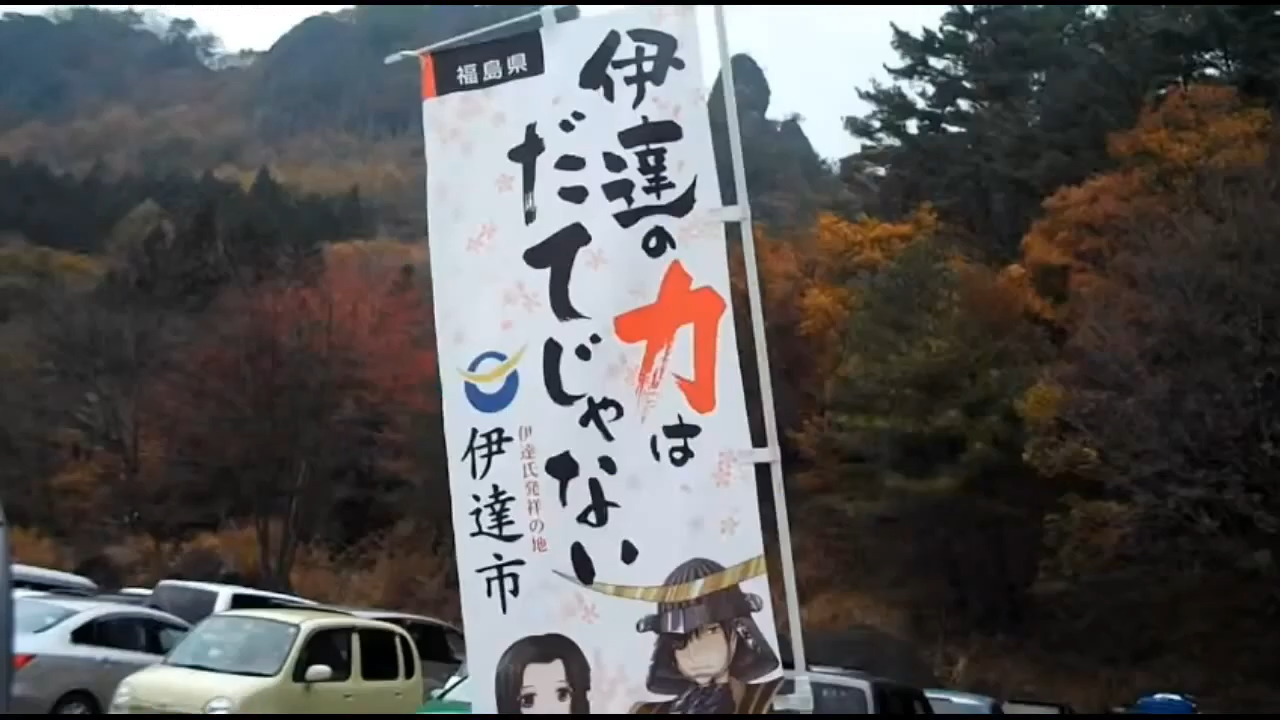 福島県
伊達の力は
だてじゃない
伊達氏発祥の地
伊達市